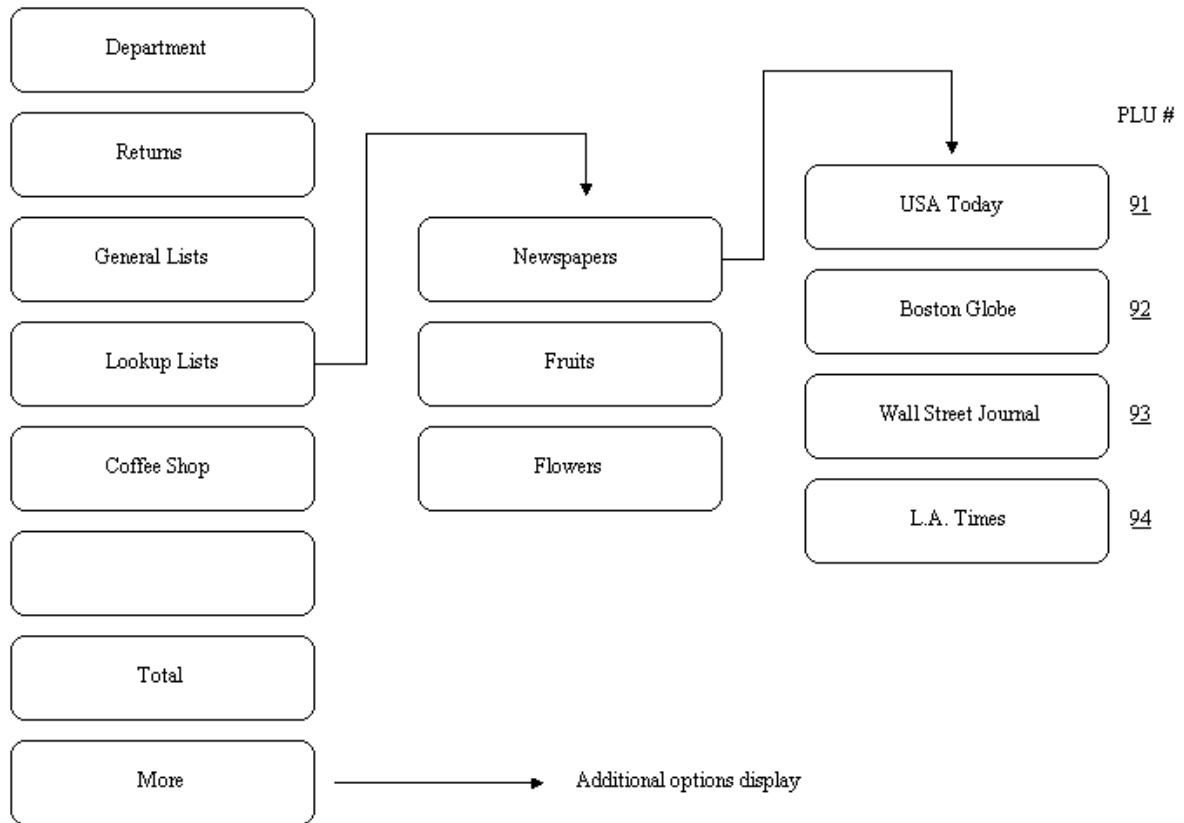 Department
Returns
General Lists
Lookup Lists
Coffee Shop
Total
More
Newspapers
Fruits
Flowers
PLU #
USA Today 91
Boston Globe 92
Wall Street Journal 93
L.A. Times 94
Additional options display